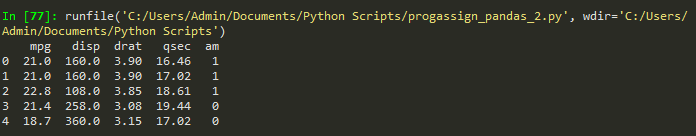 In [77]: runfile('C:/Users/Admin/Documents/Python Scripts/progassign_pandas_2.py', wdir='C:/Users/
Admin/Documents/Python Scripts')
    mpg   disp  drat   qsec  am
0  21.0  160.0  3.90  16.46   1
1  21.0  160.0  3.90  17.02   1
2  22.8  108.0  3.85  18.61   1
3  21.4  258.0  3.08  19.44   0
4  18.7  360.0  3.15  17.02   0